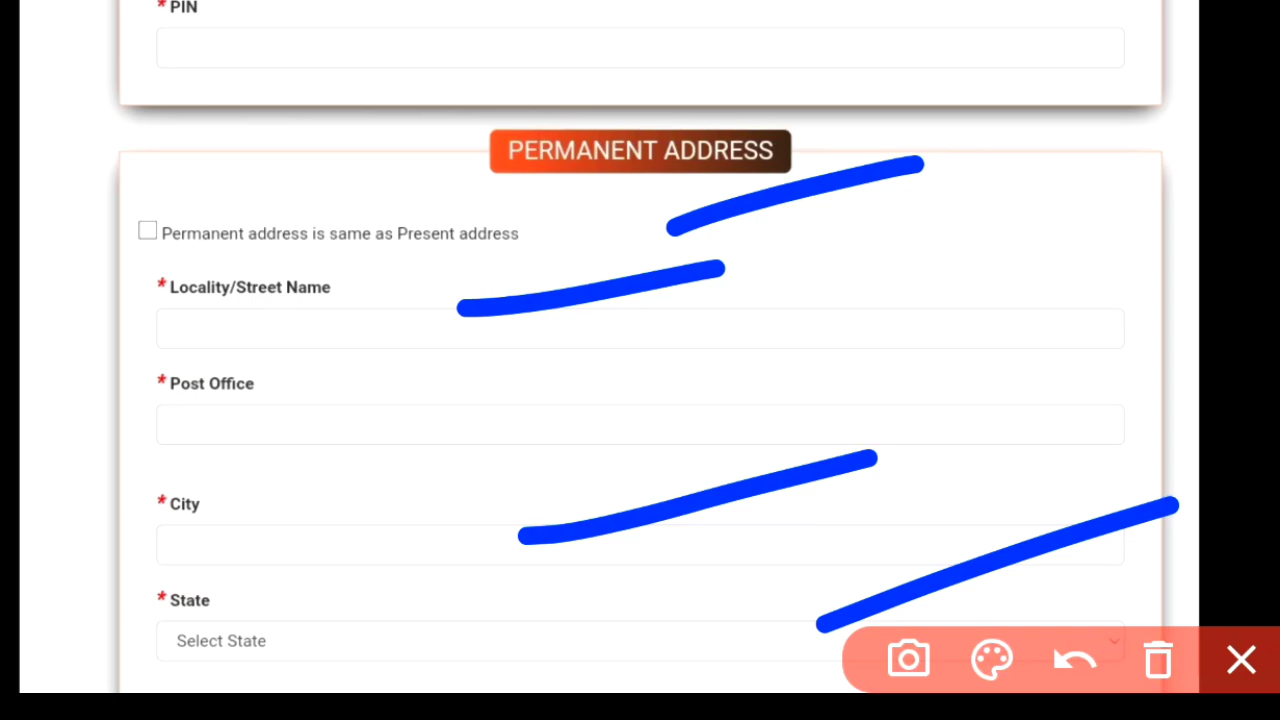 * PIN
PERMANENT ADDRESS
Permanent address is same as Present address
* Locality/Street Name
* Post Office
* City
* State
Select State